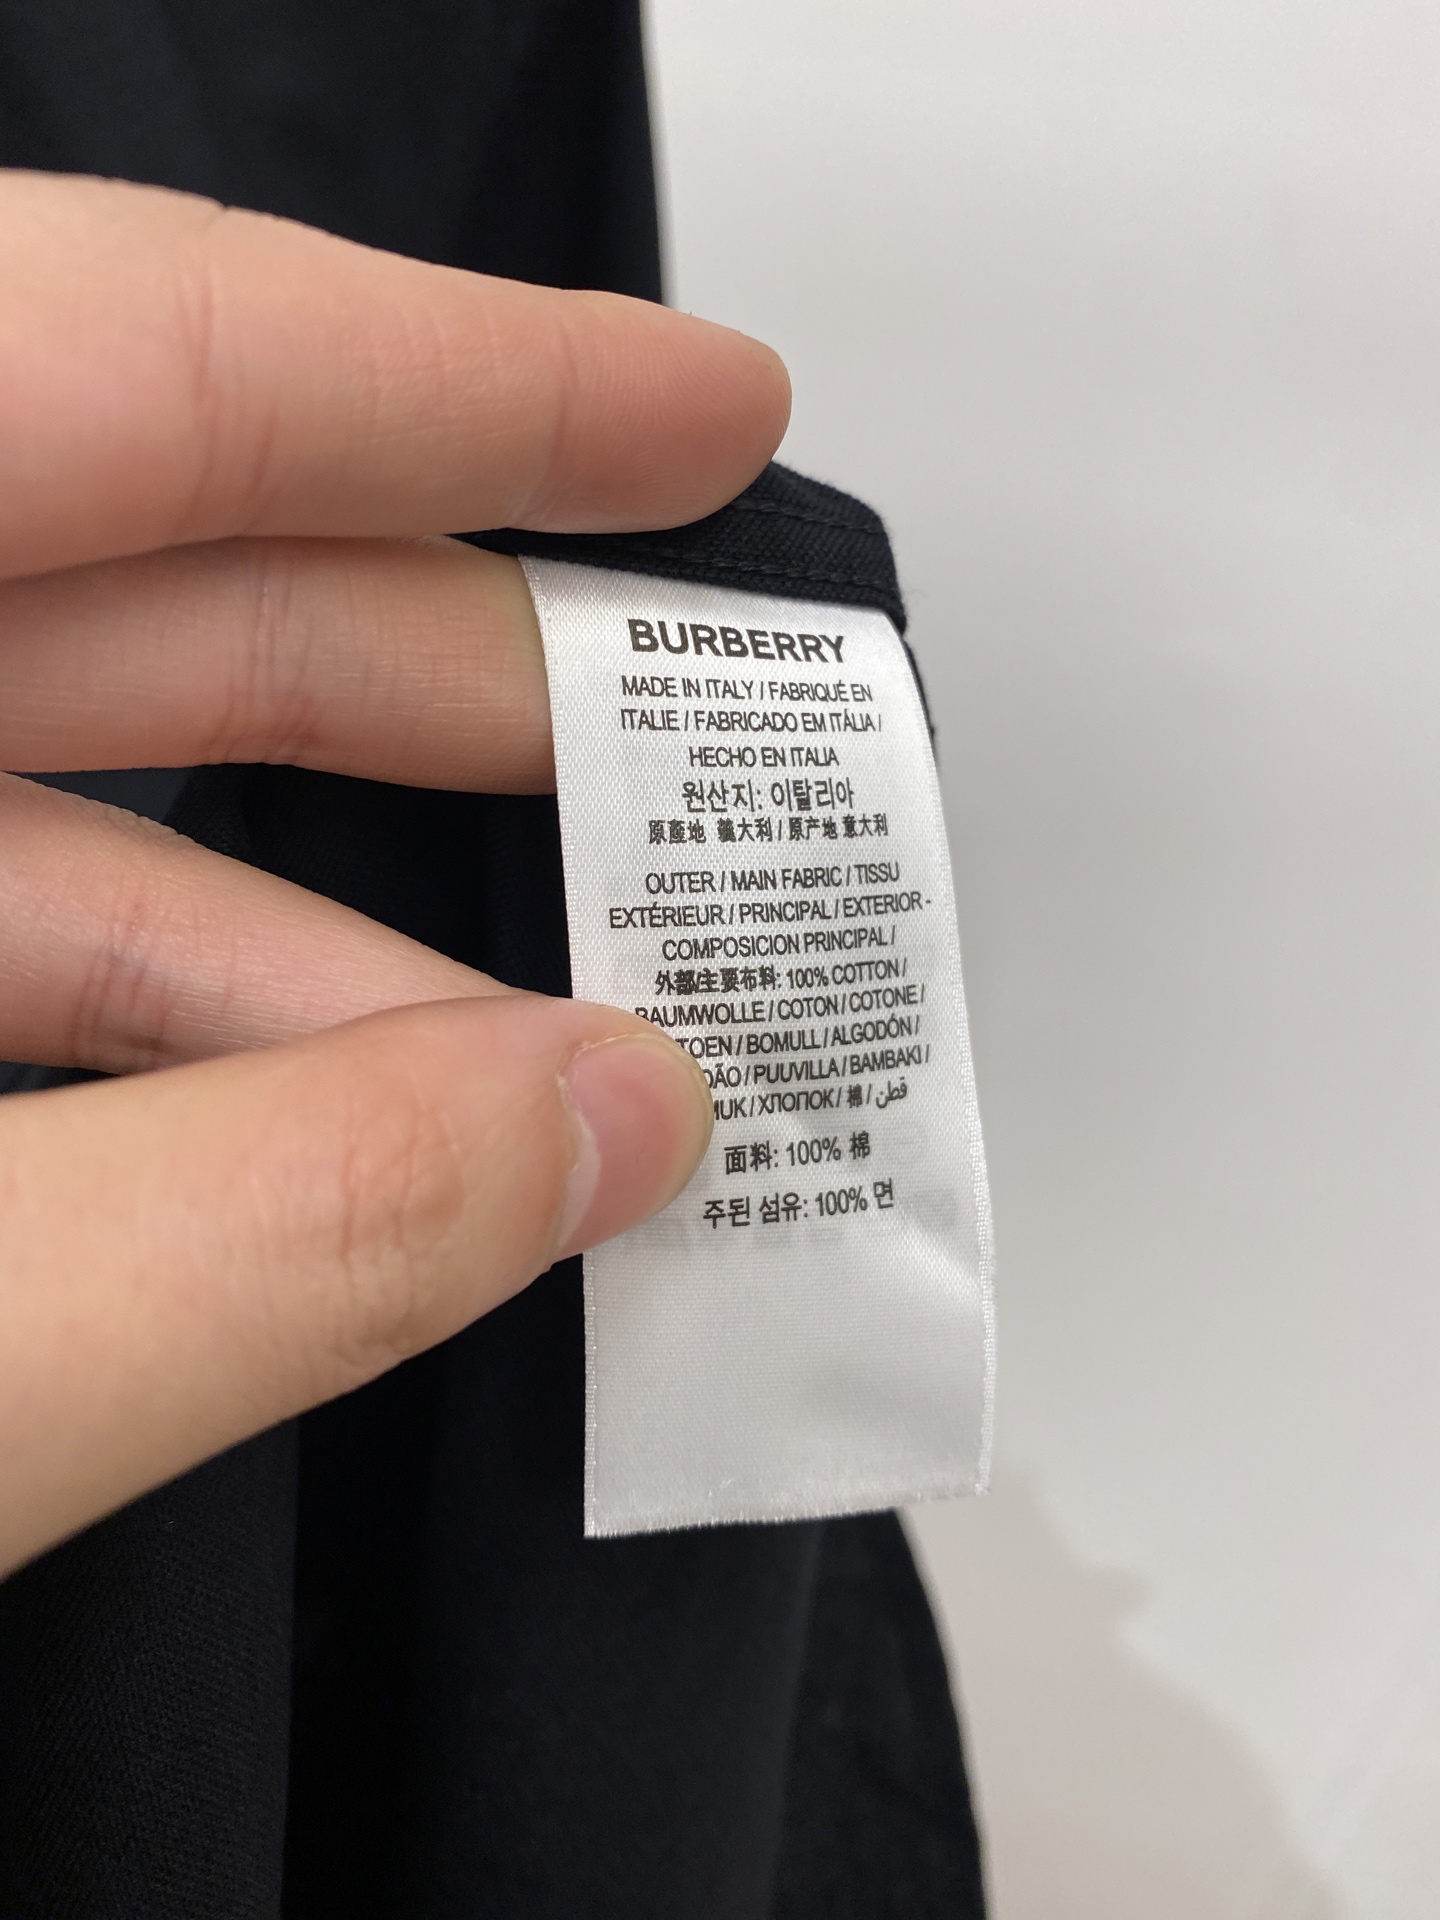 BURBERRY
MADE IN ITALY / FABRIQUÉ EN
ITALIE / FABRICADO EM ITÁLIA /
HECHO EN ITALIA
원산지: 이탈리아
原產地 義大利 / 原产地 意大利
OUTER / MAIN FABRIC / TISSU
EXTÉRIEUR / PRINCIPAL / EXTERIOR -
COMPOSICION PRINCIPAL /
外部/主要布料: 100% COTTON /
BAUMWOLLE / COTON / COTONE /
/ BOMULL / ALGODÓN /
/ PUUVILLA / BAMBAKI /
/ ХЛОПОК / 棉 / قطن
面料: 100% 棉
주된 섬유: 100% 면